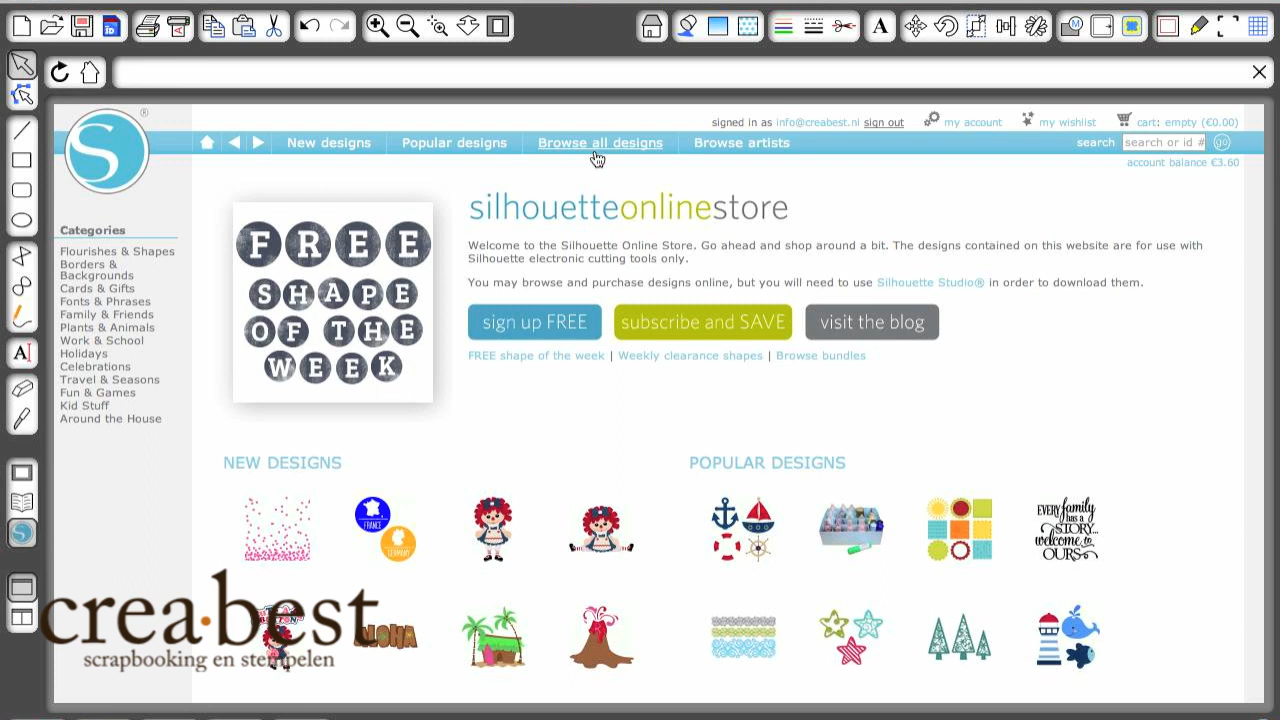 iD
A
M
A
S
®
signed in as info@creabest.nl sign out my account my wishlist cart: empty (€0.00)
New designs Popular designs Browse all designs Browse artists search search or id # go
account balance €3.60
Categories
Flourishes & Shapes
Borders &
Backgrounds
Cards & Gifts
Fonts & Phrases
Family & Friends
Plants & Animals
Work & School
Holidays
Celebrations
Travel & Seasons
Fun & Games
Kid Stuff
Around the House
FREE
SHAPE
OF THE
WEEK
silhouetteonlinestore
Welcome to the Silhouette Online Store. Go ahead and shop around a bit. The designs contained on this website are for use with
Silhouette electronic cutting tools only.
You may browse and purchase designs online, but you will need to use Silhouette Studio® in order to download them.
sign up FREE subscribe and SAVE visit the blog
FREE shape of the week | Weekly clearance shapes | Browse bundles
NEW DESIGNS
POPULAR DESIGNS
FRANCE
GERMANY
EVERY family
has a
STORY..
welcome to
OURS...
ALOHA
crea·best
scrapbooking en stempelen